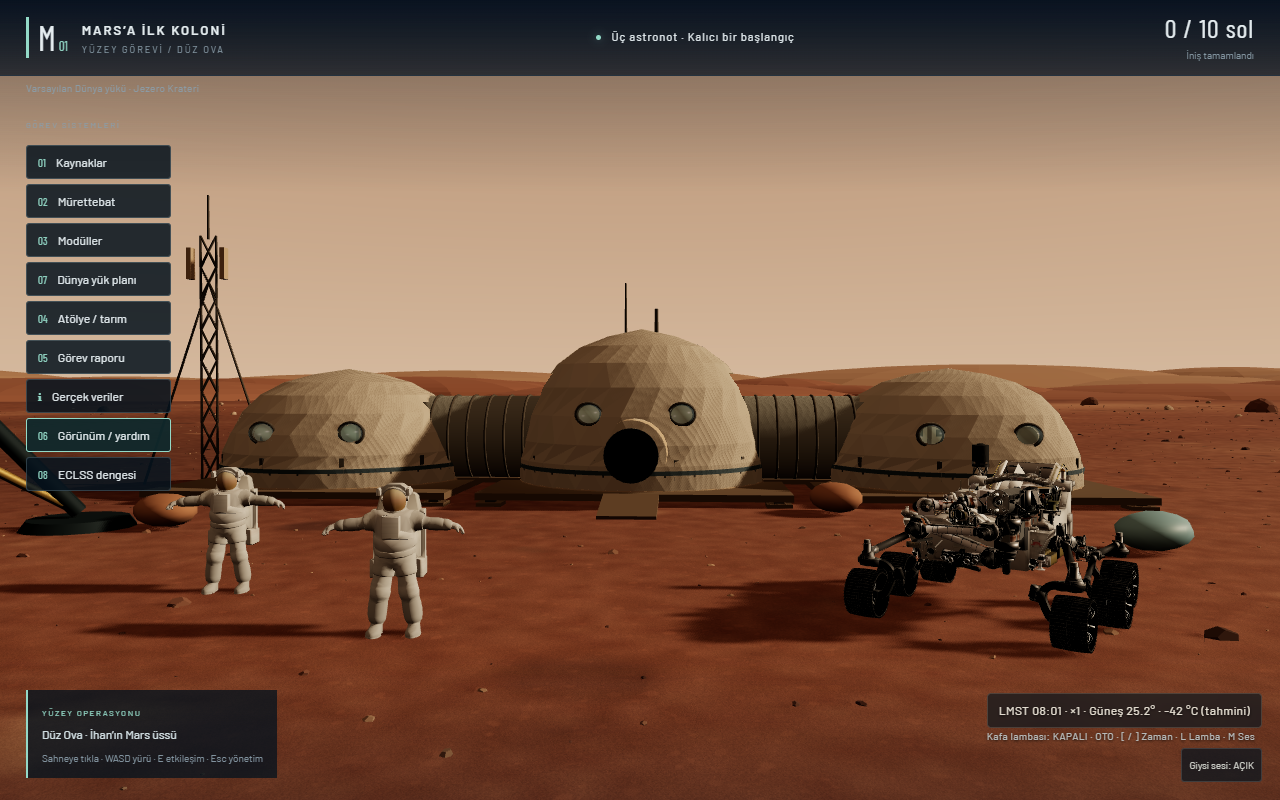 M 01
MARS'A İLK KOLONİ
YÜZEY GÖREVİ / DÜZ OVA
Üç astronot · Kalıcı bir başlangıç
0 / 10 sol
İniş tamamlandı
Varsayılan Dünya yükü · Jezero Krateri
01 Kaynaklar
02 Mürettebat
03 Modüller
07 Dünya yük planı
04 Atölye / tarım
05 Görev raporu
i Gerçek veriler
06 Görünüm / yardım
08 ECLSS dengesi
YÜZEY OPERASYONU
Düz Ova · İhan'ın Mars üssü
Sahneye tıkla · WASD yürü · E etkileşim · Esc yönetim
LMST 08:01 · ×1 · Güneş 25.2° · -42 °C (tahmini)
Kafa lambası: KAPALI · OTO · [ / ] Zaman · L Lamba · M Ses
Giysi sesi: AÇIK